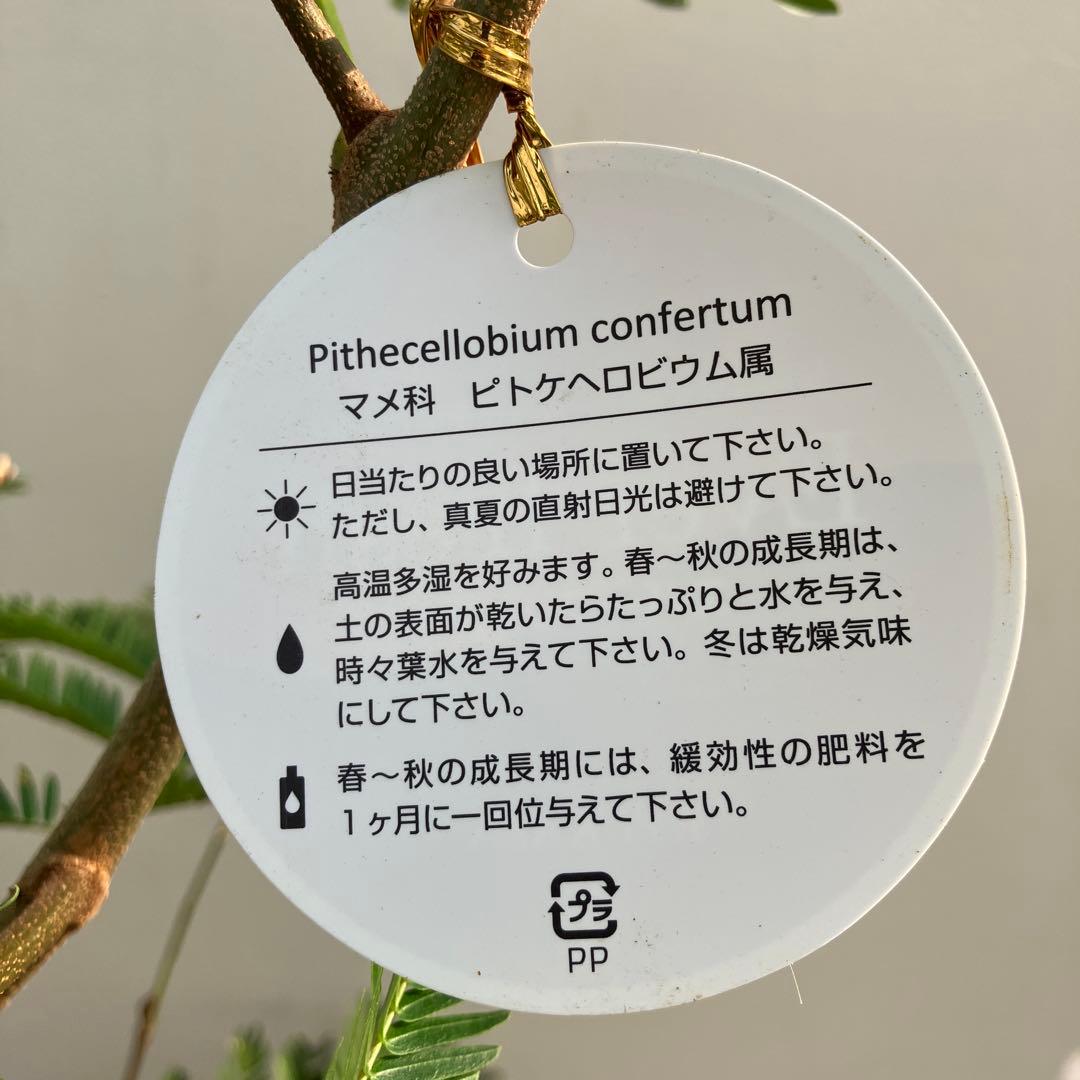 Pithecellobium confertum
マメ科　ピトケヘロビウム属
日当たりの良い場所に置いて下さい。
ただし、真夏の直射日光は避けて下さい。
高温多湿を好みます。春～秋の成長期は、
土の表面が乾いたらたっぷりと水を与え、
時々葉水を与えて下さい。冬は乾燥気味
にして下さい。
春～秋の成長期には、緩効性の肥料を
1ヶ月に一回位与えて下さい。
プラ
PP